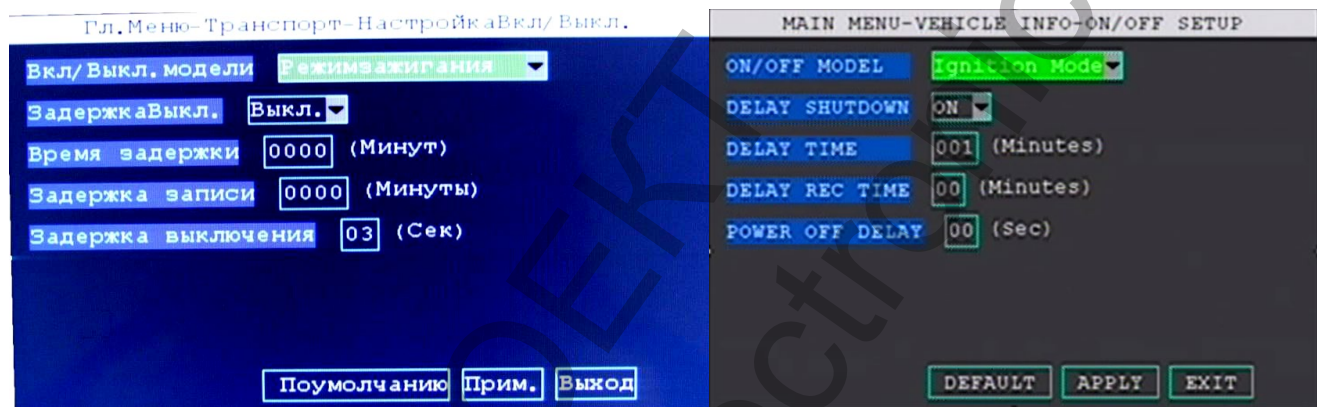 Гл.Меню-Транспорт-НастройкаВкл/Выкл.
Вкл/Выкл.модели Режимзажигания
ЗадержкаВыкл. Выкл.
Время задержки 0000 (Минут)
Задержка записи 0000 (Минуты)
Задержка выключения 03 (Сек)
Поумолчанию Прим. Выход
MAIN MENU-VEHICLE INFO-ON/OFF SETUP
ON/OFF MODEL Ignition Mode
DELAY SHUTDOWN ON
DELAY TIME 001 (Minutes)
DELAY REC TIME 00 (Minutes)
POWER OFF DELAY 00 (Sec)
DEFAULT APPLY EXIT